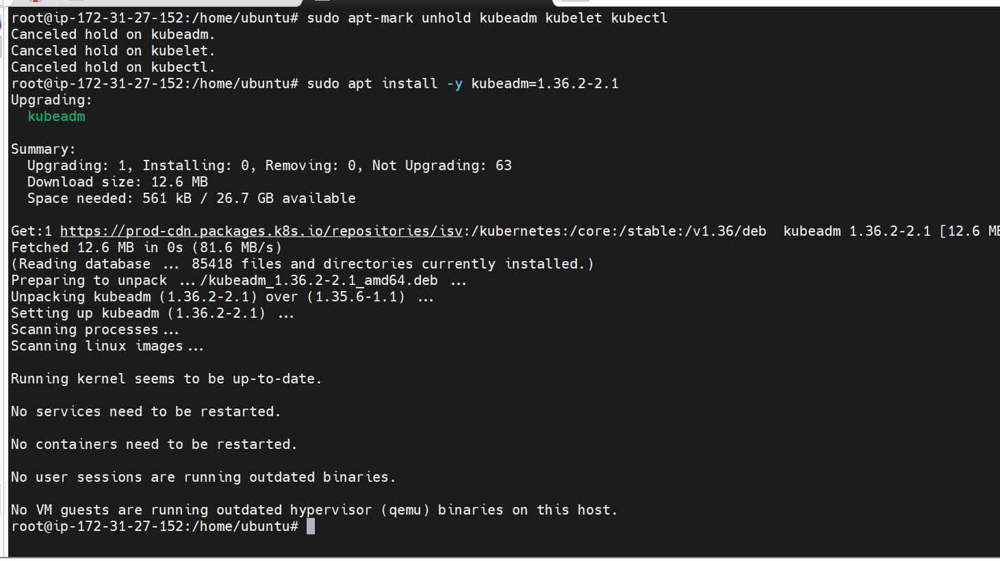 root@ip-172-31-27-152:/home/ubuntu# sudo apt-mark unhold kubeadm kubelet kubectl
Canceled hold on kubeadm.
Canceled hold on kubelet.
Canceled hold on kubectl.
root@ip-172-31-27-152:/home/ubuntu# sudo apt install -y kubeadm=1.36.2-2.1
Upgrading:
  kubeadm
Summary:
  Upgrading: 1, Installing: 0, Removing: 0, Not Upgrading: 63
  Download size: 12.6 MB
  Space needed: 561 kB / 26.7 GB available
Get:1 https://prod-cdn.packages.k8s.io/repositories/isv:/kubernetes:/core:/stable:/v1.36/deb  kubeadm 1.36.2-2.1 [12.6 MB
Fetched 12.6 MB in 0s (81.6 MB/s)
(Reading database ... 85418 files and directories currently installed.)
Preparing to unpack .../kubeadm_1.36.2-2.1_amd64.deb ...
Unpacking kubeadm (1.36.2-2.1) over (1.35.6-1.1) ...
Setting up kubeadm (1.36.2-2.1) ...
Scanning processes...
Scanning linux images...
Running kernel seems to be up-to-date.
No services need to be restarted.
No containers need to be restarted.
No user sessions are running outdated binaries.
No VM guests are running outdated hypervisor (qemu) binaries on this host.
root@ip-172-31-27-152:/home/ubuntu#